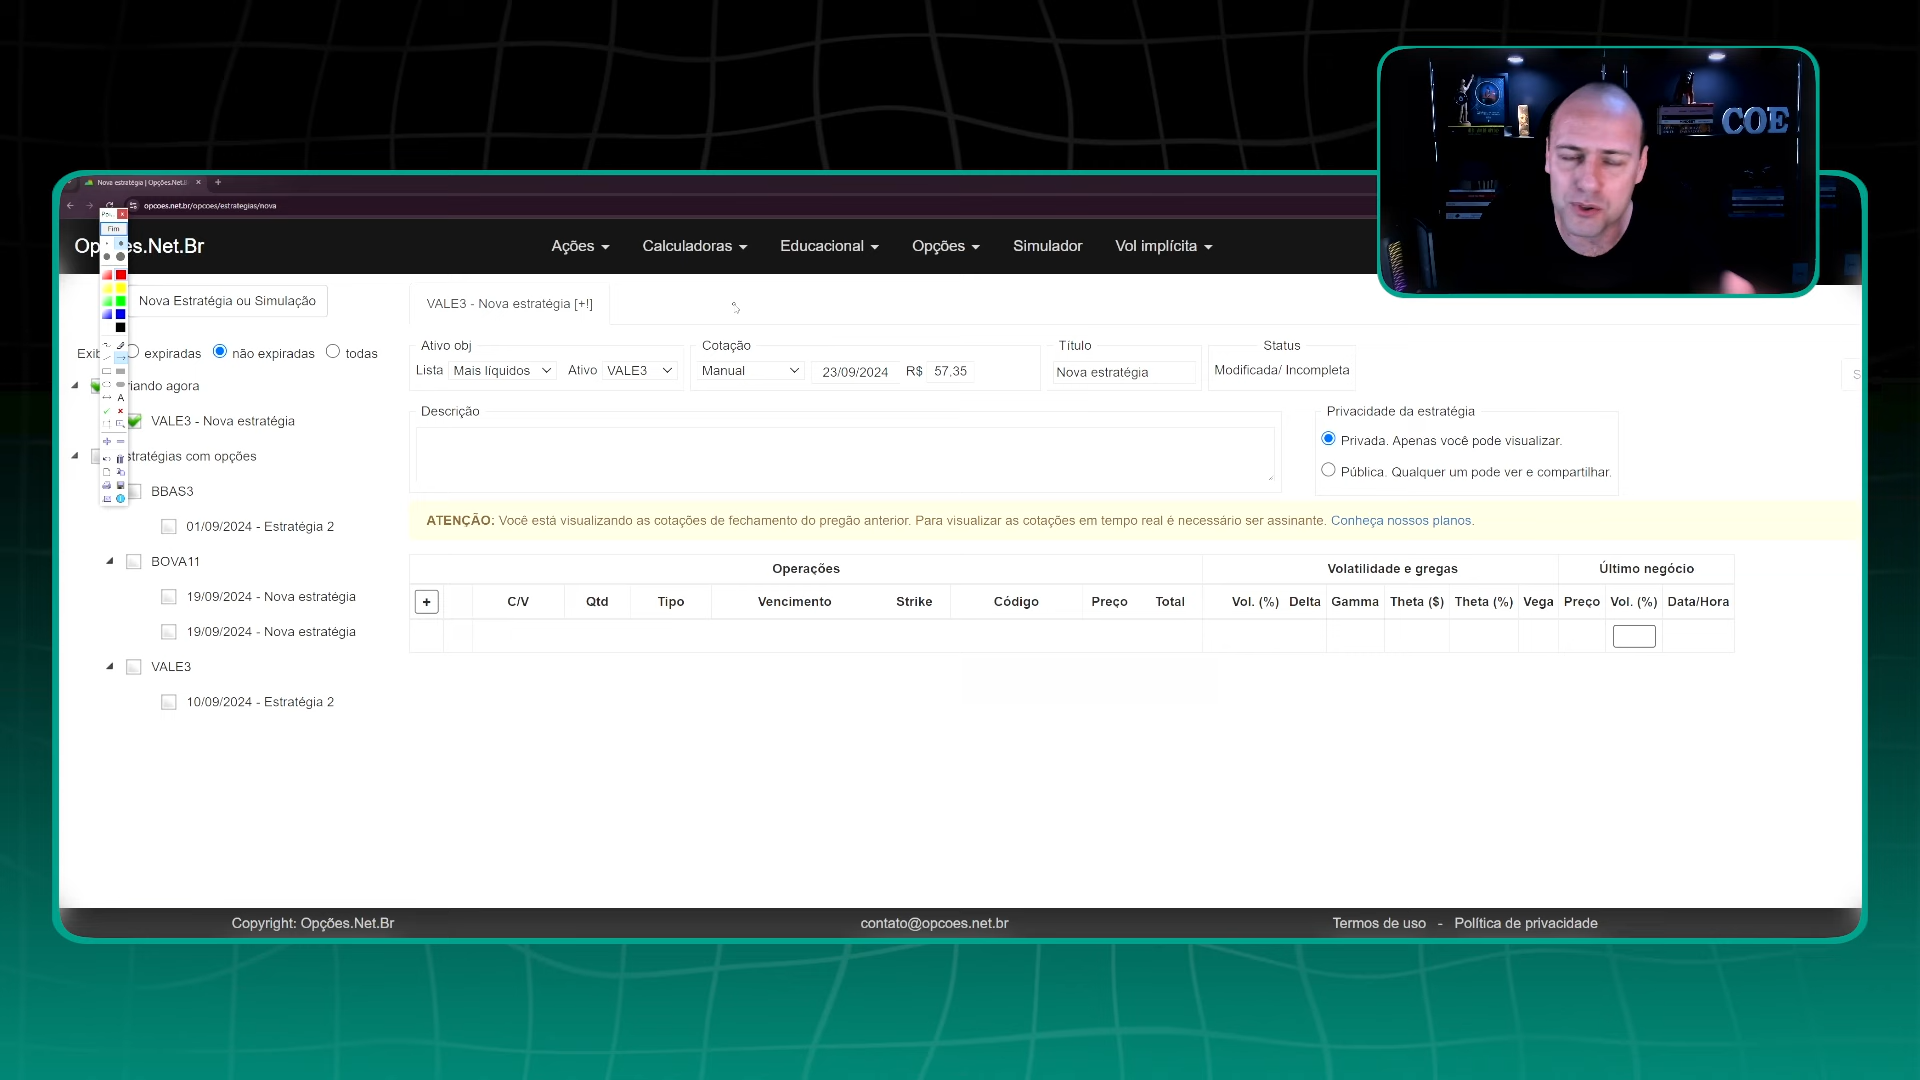 COE
Nova estratégia | Opções.Net.B
opcoes.net.br/opcoes/estrategias/nova
Fim
Opções.Net.Br
Ações
Calculadoras
Educacional
Opções
Simulador
Vol implícita
Nova Estratégia ou Simulação
expiradas
não expiradas
todas
riando agora
VALE3 - Nova estratégia
stratégias com opções
BBAS3
01/09/2024 - Estratégia 2
BOVA11
19/09/2024 - Nova estratégia
19/09/2024 - Nova estratégia
VALE3
10/09/2024 - Estratégia 2
VALE3 - Nova estratégia [+!]
Ativo obj
Lista Mais líquidos Ativo VALE3
Cotação
Manual 23/09/2024 R$ 57,35
Título
Nova estratégia
Status
Modificada/ Incompleta
Descrição
Privacidade da estratégia
Privada. Apenas você pode visualizar.
Pública. Qualquer um pode ver e compartilhar.
ATENÇÃO: Você está visualizando as cotações de fechamento do pregão anterior. Para visualizar as cotações em tempo real é necessário ser assinante. Conheça nossos planos.
Operações Volatilidade e gregas Último negócio
+ C/V Qtd Tipo Vencimento Strike Código Preço Total Vol. (%) Delta Gamma Theta ($) Theta (%) Vega Preço Vol. (%) Data/Hora
Copyright: Opções.Net.Br
contato@opcoes.net.br
Termos de uso - Política de privacidade